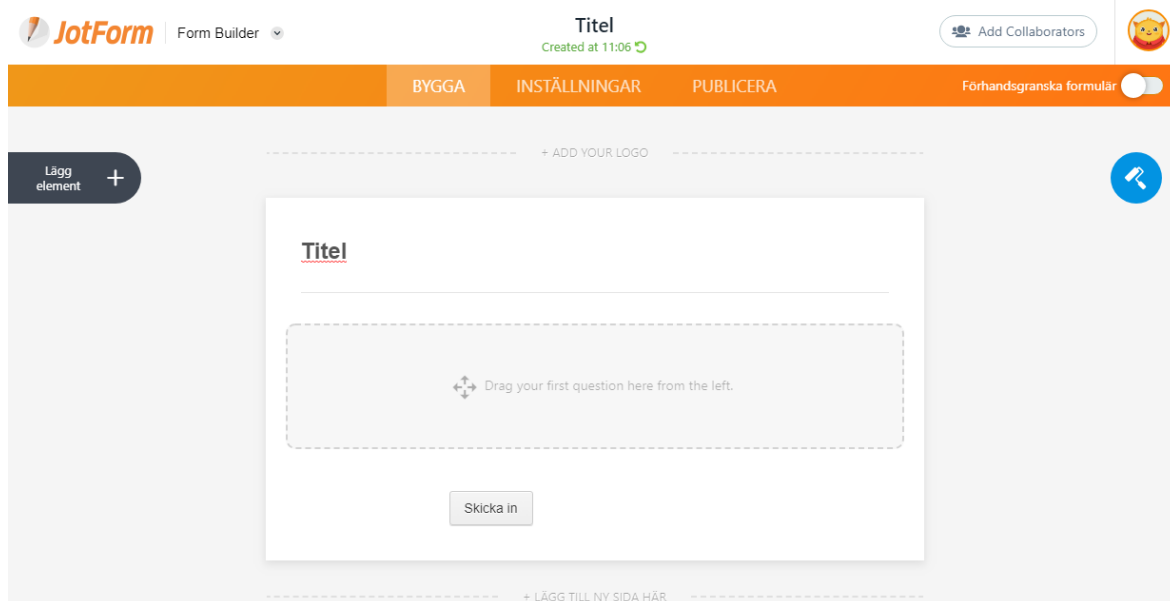 JotForm
Form Builder
Titel
Created at 11:06
Add Collaborators
BYGGA
INSTÄLLNINGAR
PUBLICERA
Förhandsgranska formulär
Lägg
element
+ ADD YOUR LOGO
Titel
Drag your first question here from the left.
Skicka in
+ LÄGG TILL NY SIDA HÄR